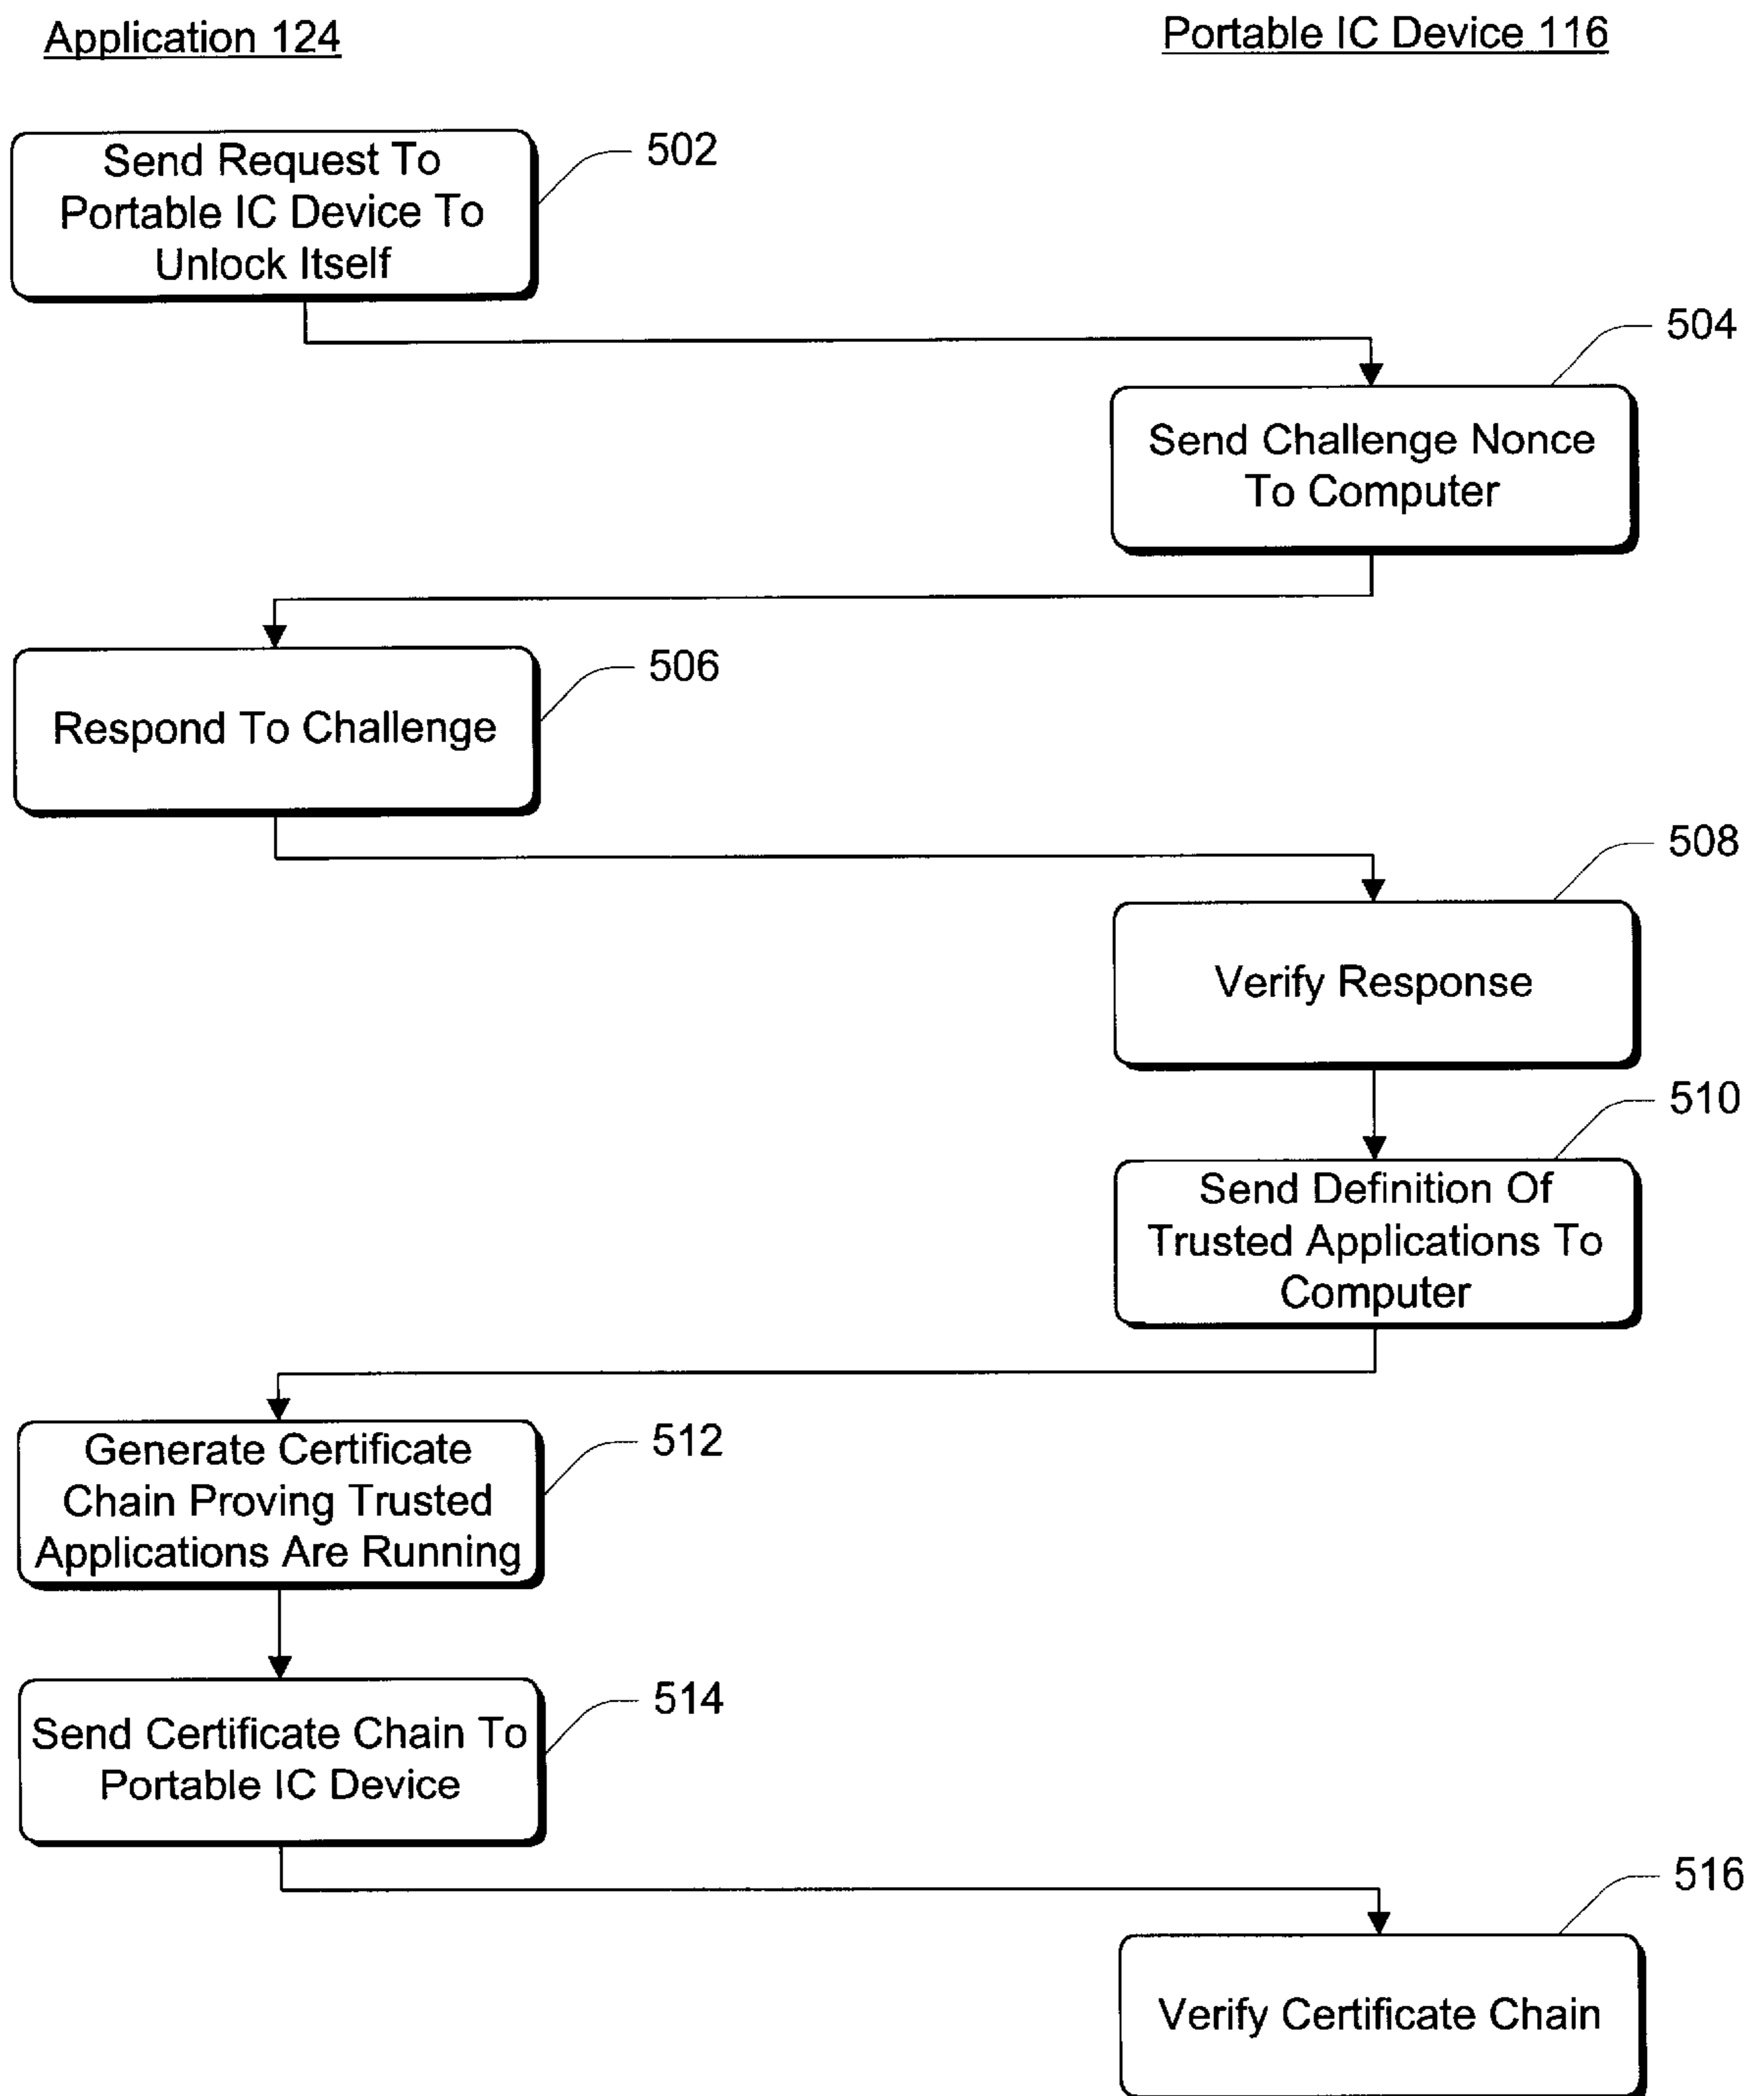 Application 124
Portable IC Device 116
Send Request To
Portable IC Device To
Unlock Itself
502
504
Send Challenge Nonce
To Computer
506
Respond To Challenge
508
Verify Response
510
Send Definition Of
Trusted Applications To
Computer
Generate Certificate
Chain Proving Trusted
Applications Are Running
512
Send Certificate Chain To
Portable IC Device
514
516
Verify Certificate Chain